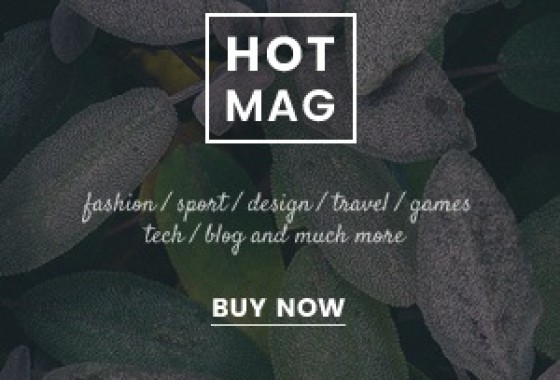 HOT
MAG
fashion / sport / design / travel / games
tech / blog and much more
BUY NOW